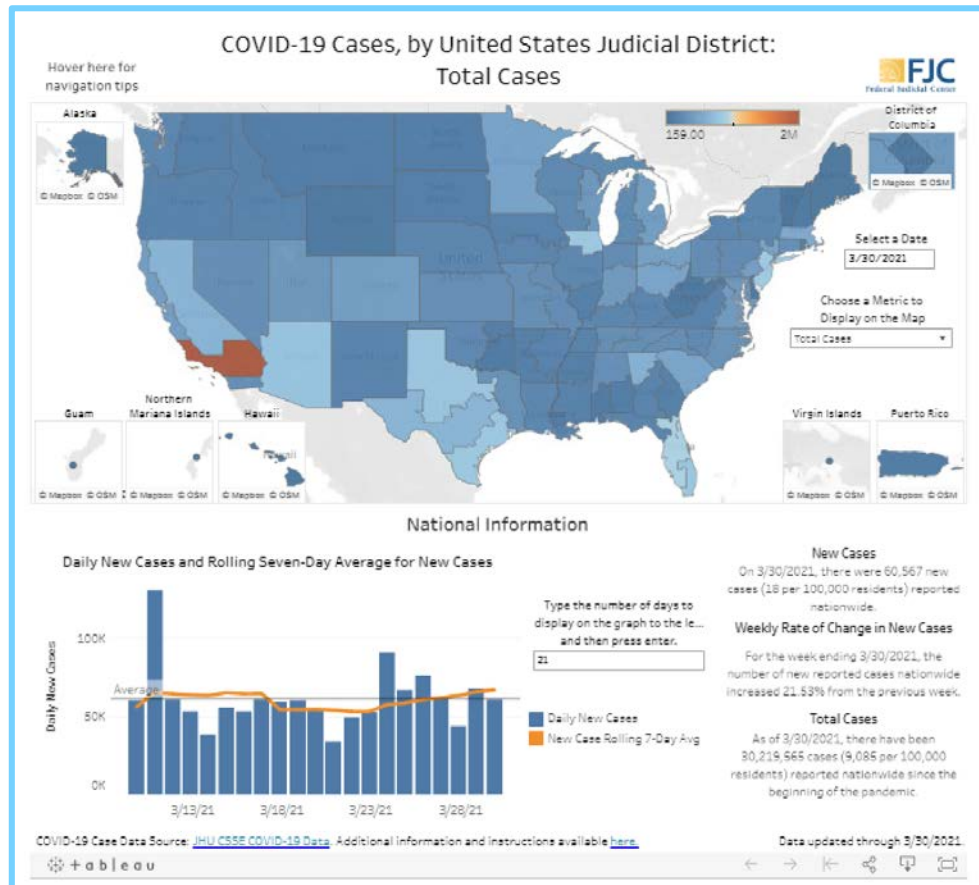 COVID-19 Cases, by United States Judicial District:
Total Cases
Hover here for
navigation tips
FJC
Federal Judicial Center
Alaska
© Mapbox © OSM
159.00
2M
District of
Columbia
© Mapbox © OSM
Select a Date
3/30/2021
Choose a Metric to
Display on the Map
Total Cases
United
Guam
© Mapbox © OSM
Northern
Mariana Islands
© Mapbox © OSM
Hawaii
© Mapbox © OSM
Virgin Islands
© Mapbox © OSM
Puerto Rico
© Mapbox © OSM
National Information
Daily New Cases and Rolling Seven-Day Average for New Cases
Daily New Cases
100K
Average
50K
0K
3/13/21
3/18/21
3/23/21
3/28/21
Type the number of days to
display on the graph to the le...
and then press enter.
21
Daily New Cases
New Case Rolling 7-Day Avg
New Cases
On 3/30/2021, there were 60,567 new
cases (18 per 100,000 residents) reported
nationwide.
Weekly Rate of Change in New Cases
For the week ending 3/30/2021, the
number of new reported cases nationwide
increased 21.53% from the previous week.
Total Cases
As of 3/30/2021, there have been
30,219,565 cases (9,085 per 100,000
residents) reported nationwide since the
beginning of the pandemic.
COVID-19 Case Data Source: JHU CSSE COVID-19 Data. Additional information and instructions available here.
Data updated through 3/30/2021.
+ a b l e a u